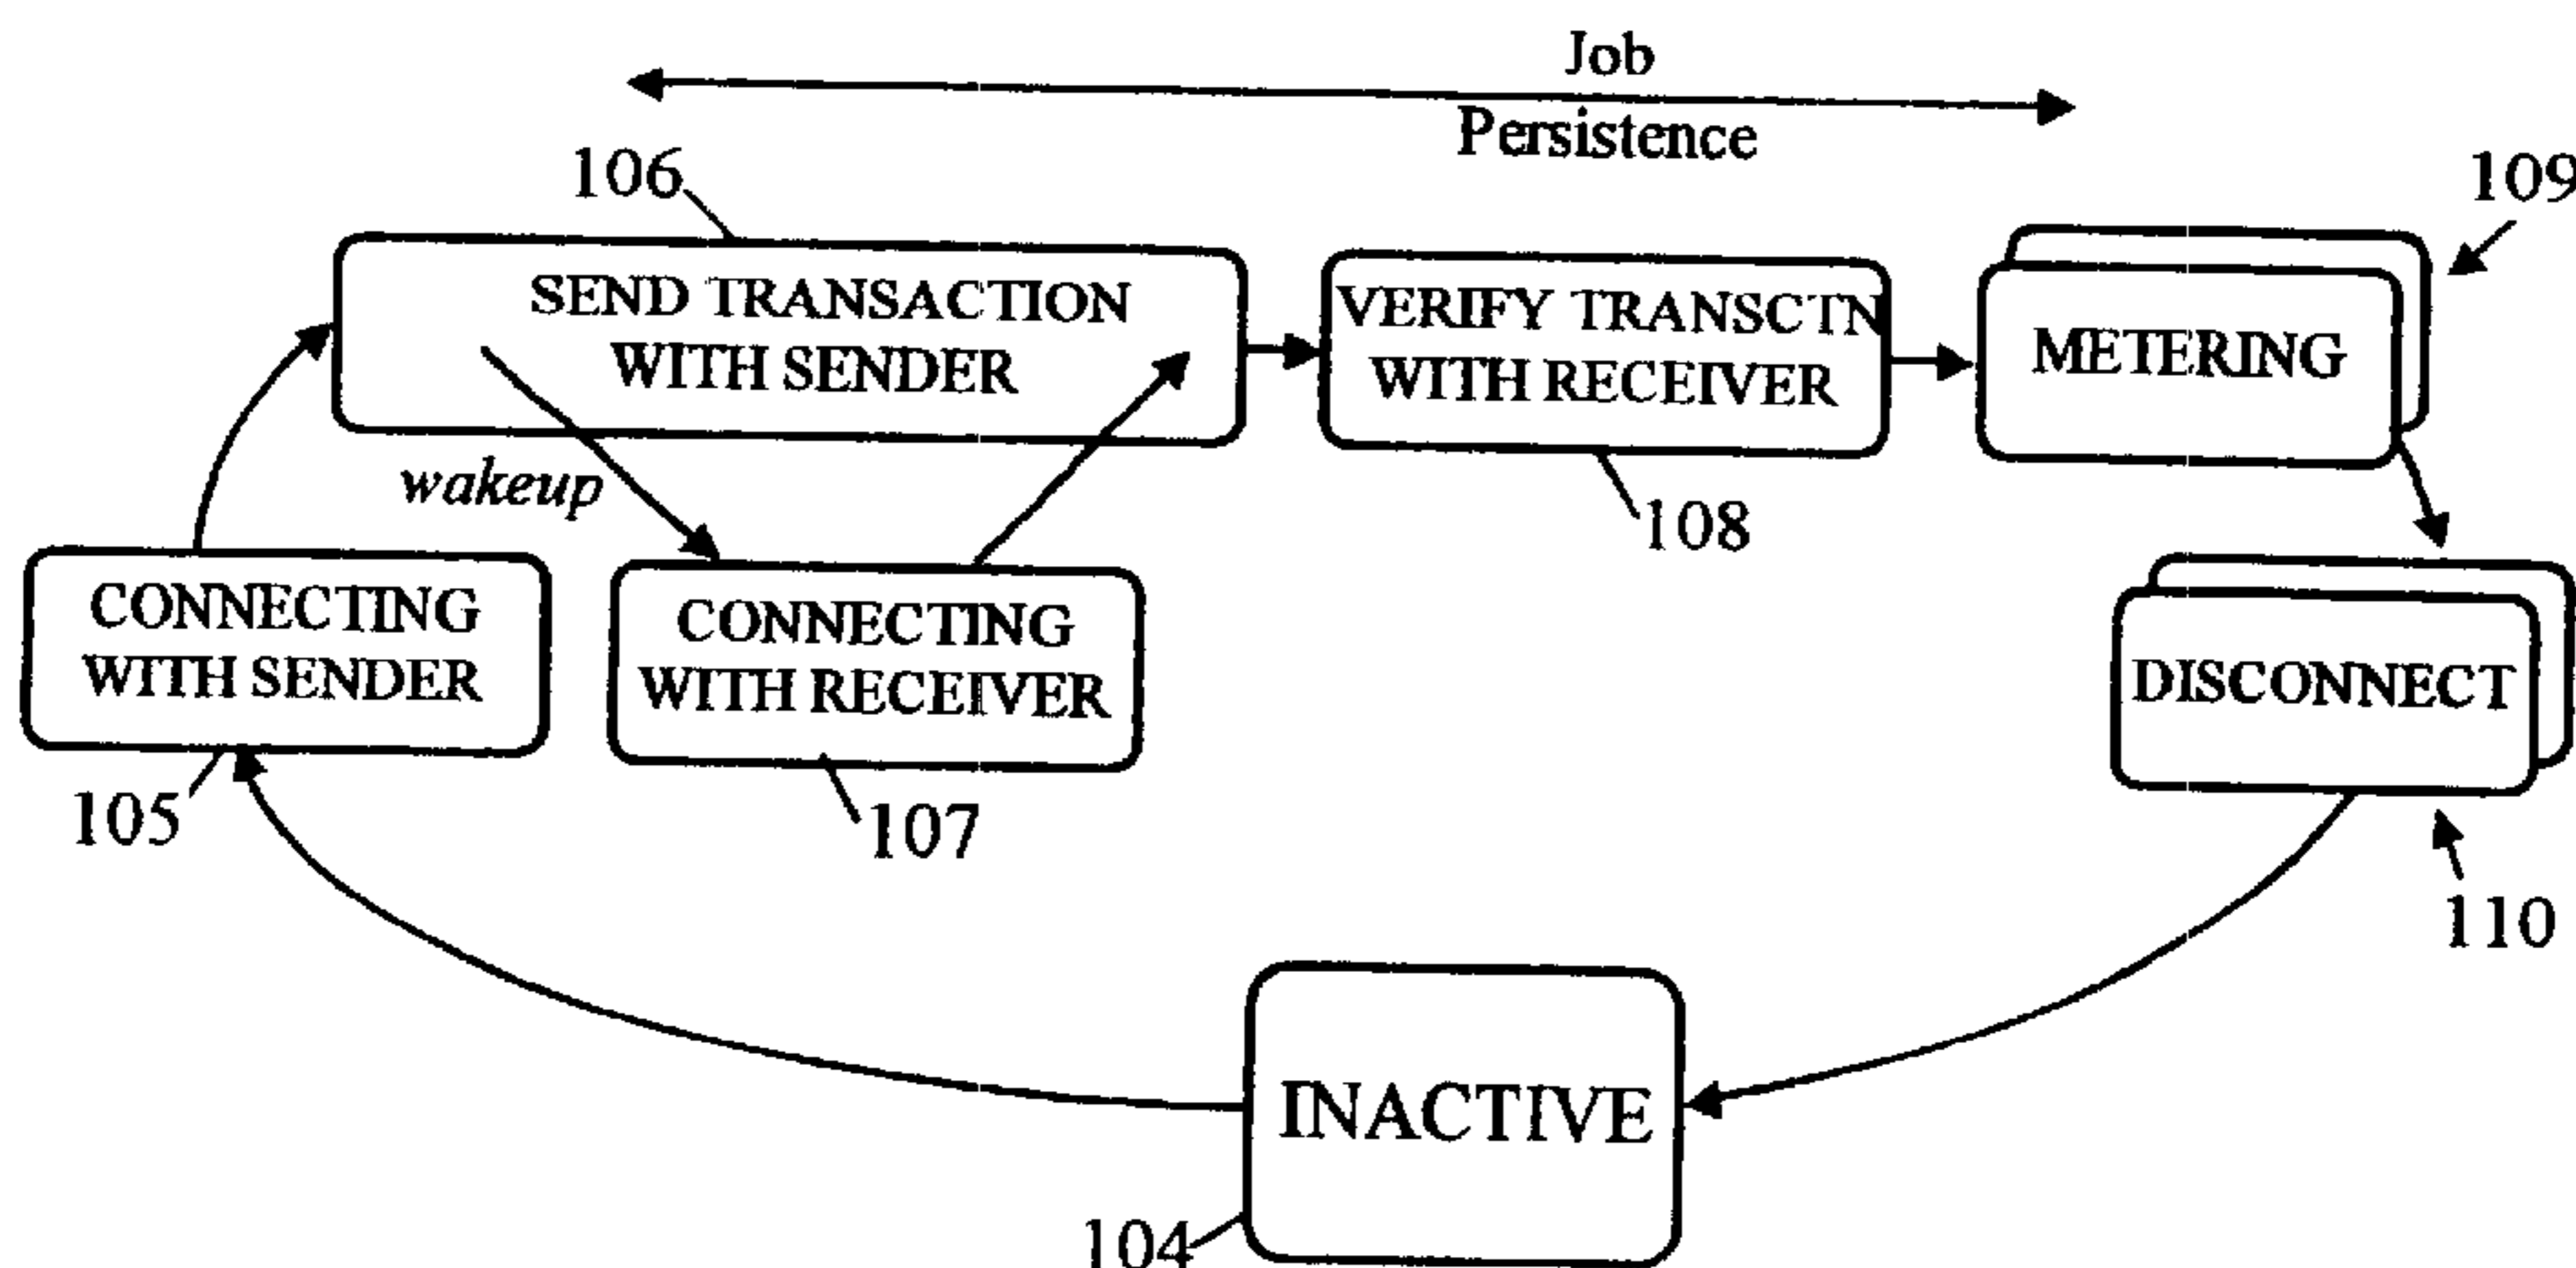 Job
Persistence
106
109
SEND TRANSACTION
WITH SENDER
VERIFY TRANSCTN
WITH RECEIVER
METERING
wakeup
108
CONNECTING
WITH SENDER
CONNECTING
WITH RECEIVER
DISCONNECT
105
107
110
INACTIVE
104